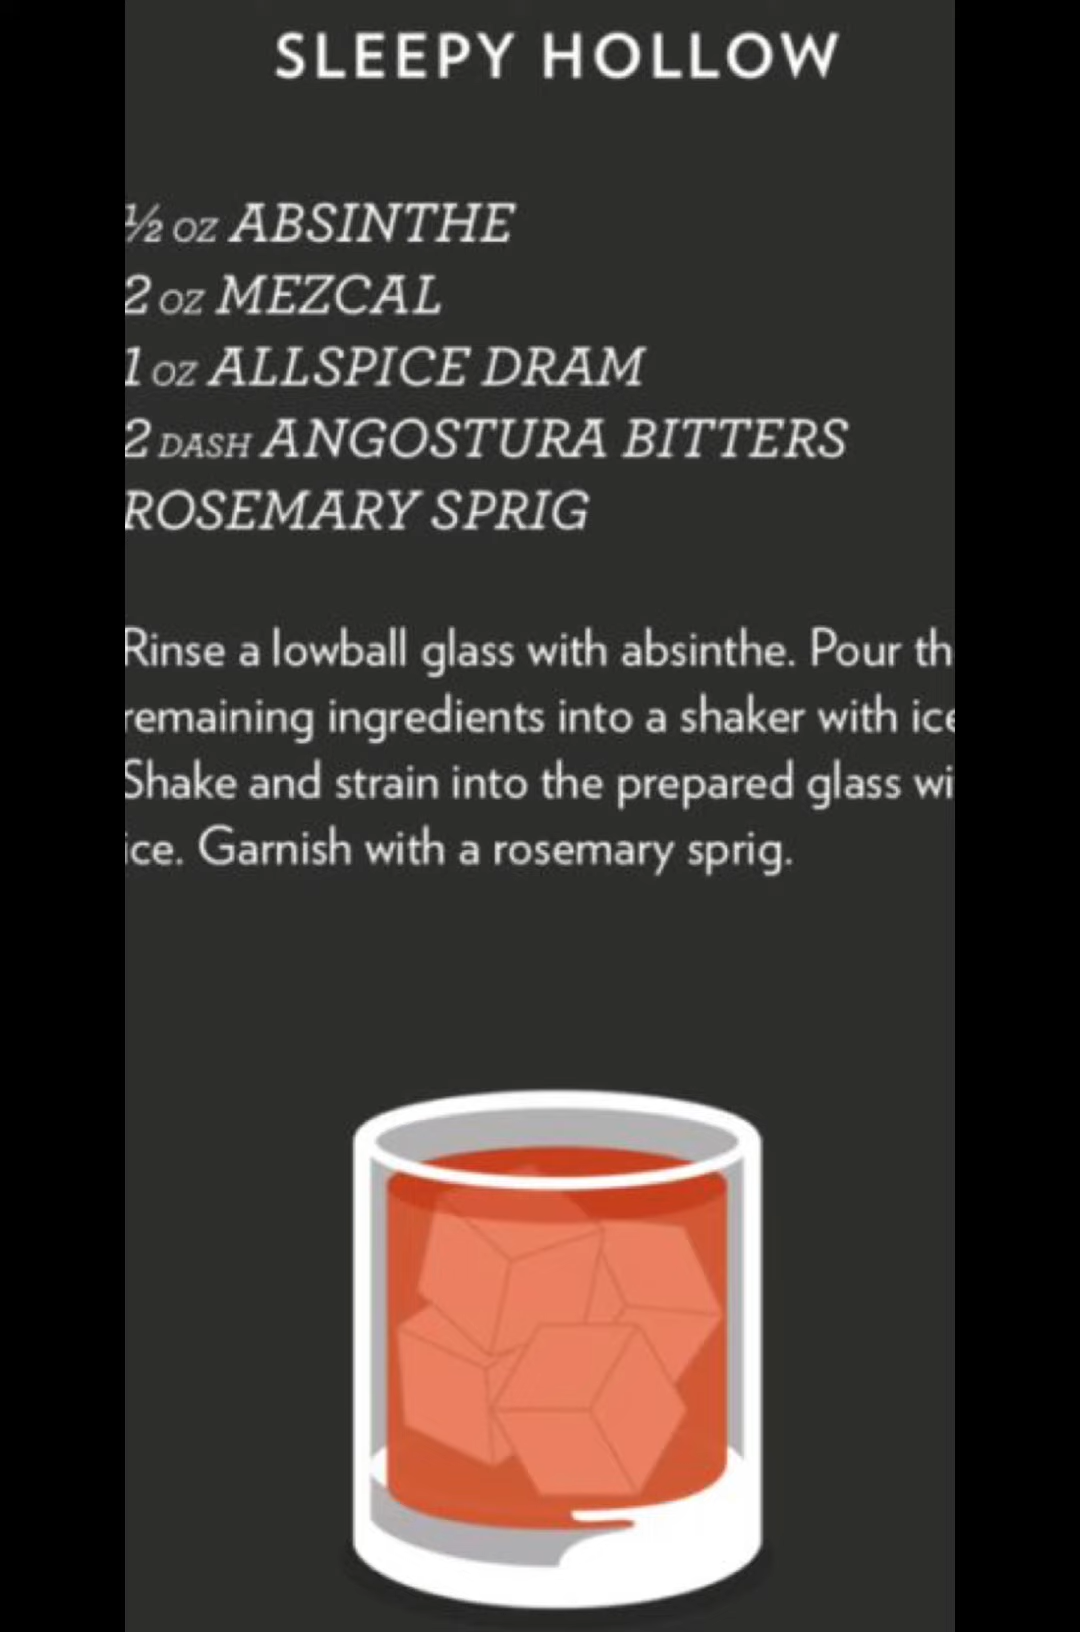 SLEEPY HOLLOW
½ oz ABSINTHE
2 oz MEZCAL
1 oz ALLSPICE DRAM
2 DASH ANGOSTURA BITTERS
ROSEMARY SPRIG
Rinse a lowball glass with absinthe. Pour th
remaining ingredients into a shaker with ice
Shake and strain into the prepared glass wi
ice. Garnish with a rosemary sprig.